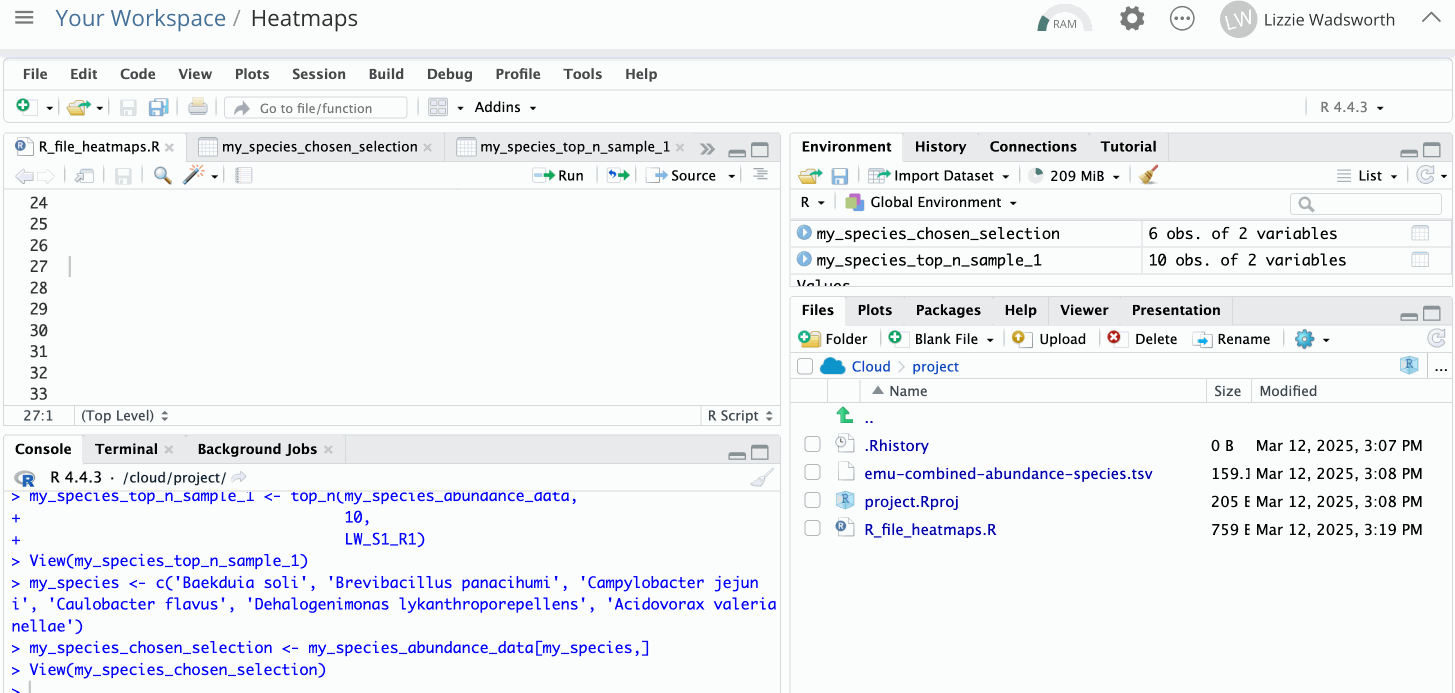 Your Workspace / Heatmaps
RAM
LW
Lizzie Wadsworth
File Edit Code View Plots Session Build Debug Profile Tools Help
Go to file/function
Addins
R 4.4.3
R_file_heatmaps.R
my_species_chosen_selection
my_species_top_n_sample_1
Run
Source
24
25
26
27
28
29
30
31
32
33
27:1
(Top Level)
R Script
Console Terminal Background Jobs
R 4.4.3 · /cloud/project/
> my_species_top_n_sample_1 <- top_n(my_species_abundance_data,
+ 10,
+ LW_S1_R1)
> View(my_species_top_n_sample_1)
> my_species <- c('Baekduia soli', 'Brevibacillus panacihumi', 'Campylobacter jejun
i', 'Caulobacter flavus', 'Dehalogenimonas lykanthroporepellens', 'Acidovorax valeria
nellae')
> my_species_chosen_selection <- my_species_abundance_data[my_species,]
> View(my_species_chosen_selection)
>
Environment History Connections Tutorial
Import Dataset
209 MiB
List
R
Global Environment
my_species_chosen_selection 6 obs. of 2 variables
my_species_top_n_sample_1 10 obs. of 2 variables
Values
Files Plots Packages Help Viewer Presentation
Folder Blank File Upload Delete Rename
Cloud project
R
...
Name Size Modified
..
.Rhistory 0 B Mar 12, 2025, 3:07 PM
emu-combined-abundance-species.tsv 159.1 Mar 12, 2025, 3:08 PM
project.Rproj 205 B Mar 12, 2025, 3:08 PM
R_file_heatmaps.R 759 B Mar 12, 2025, 3:19 PM